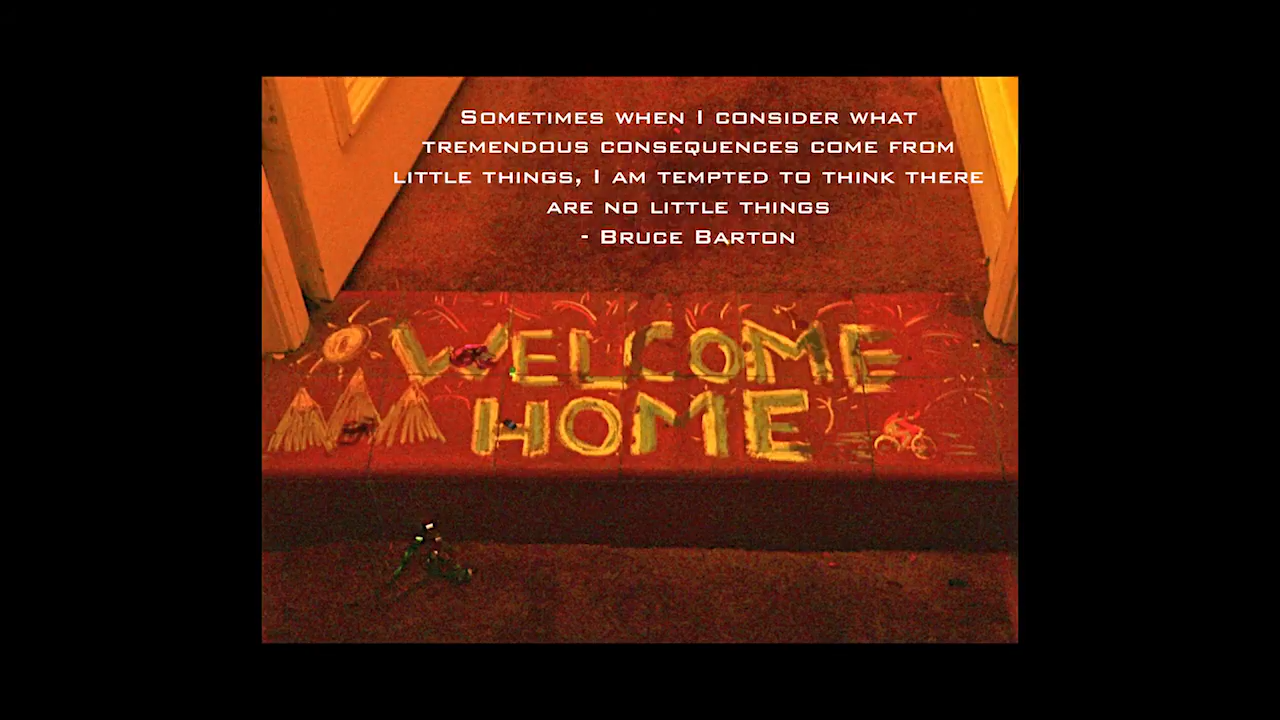 Sometimes when I consider what
tremendous consequences come from
little things, I am tempted to think there
are no little things
- Bruce Barton
WELCOME
HOME